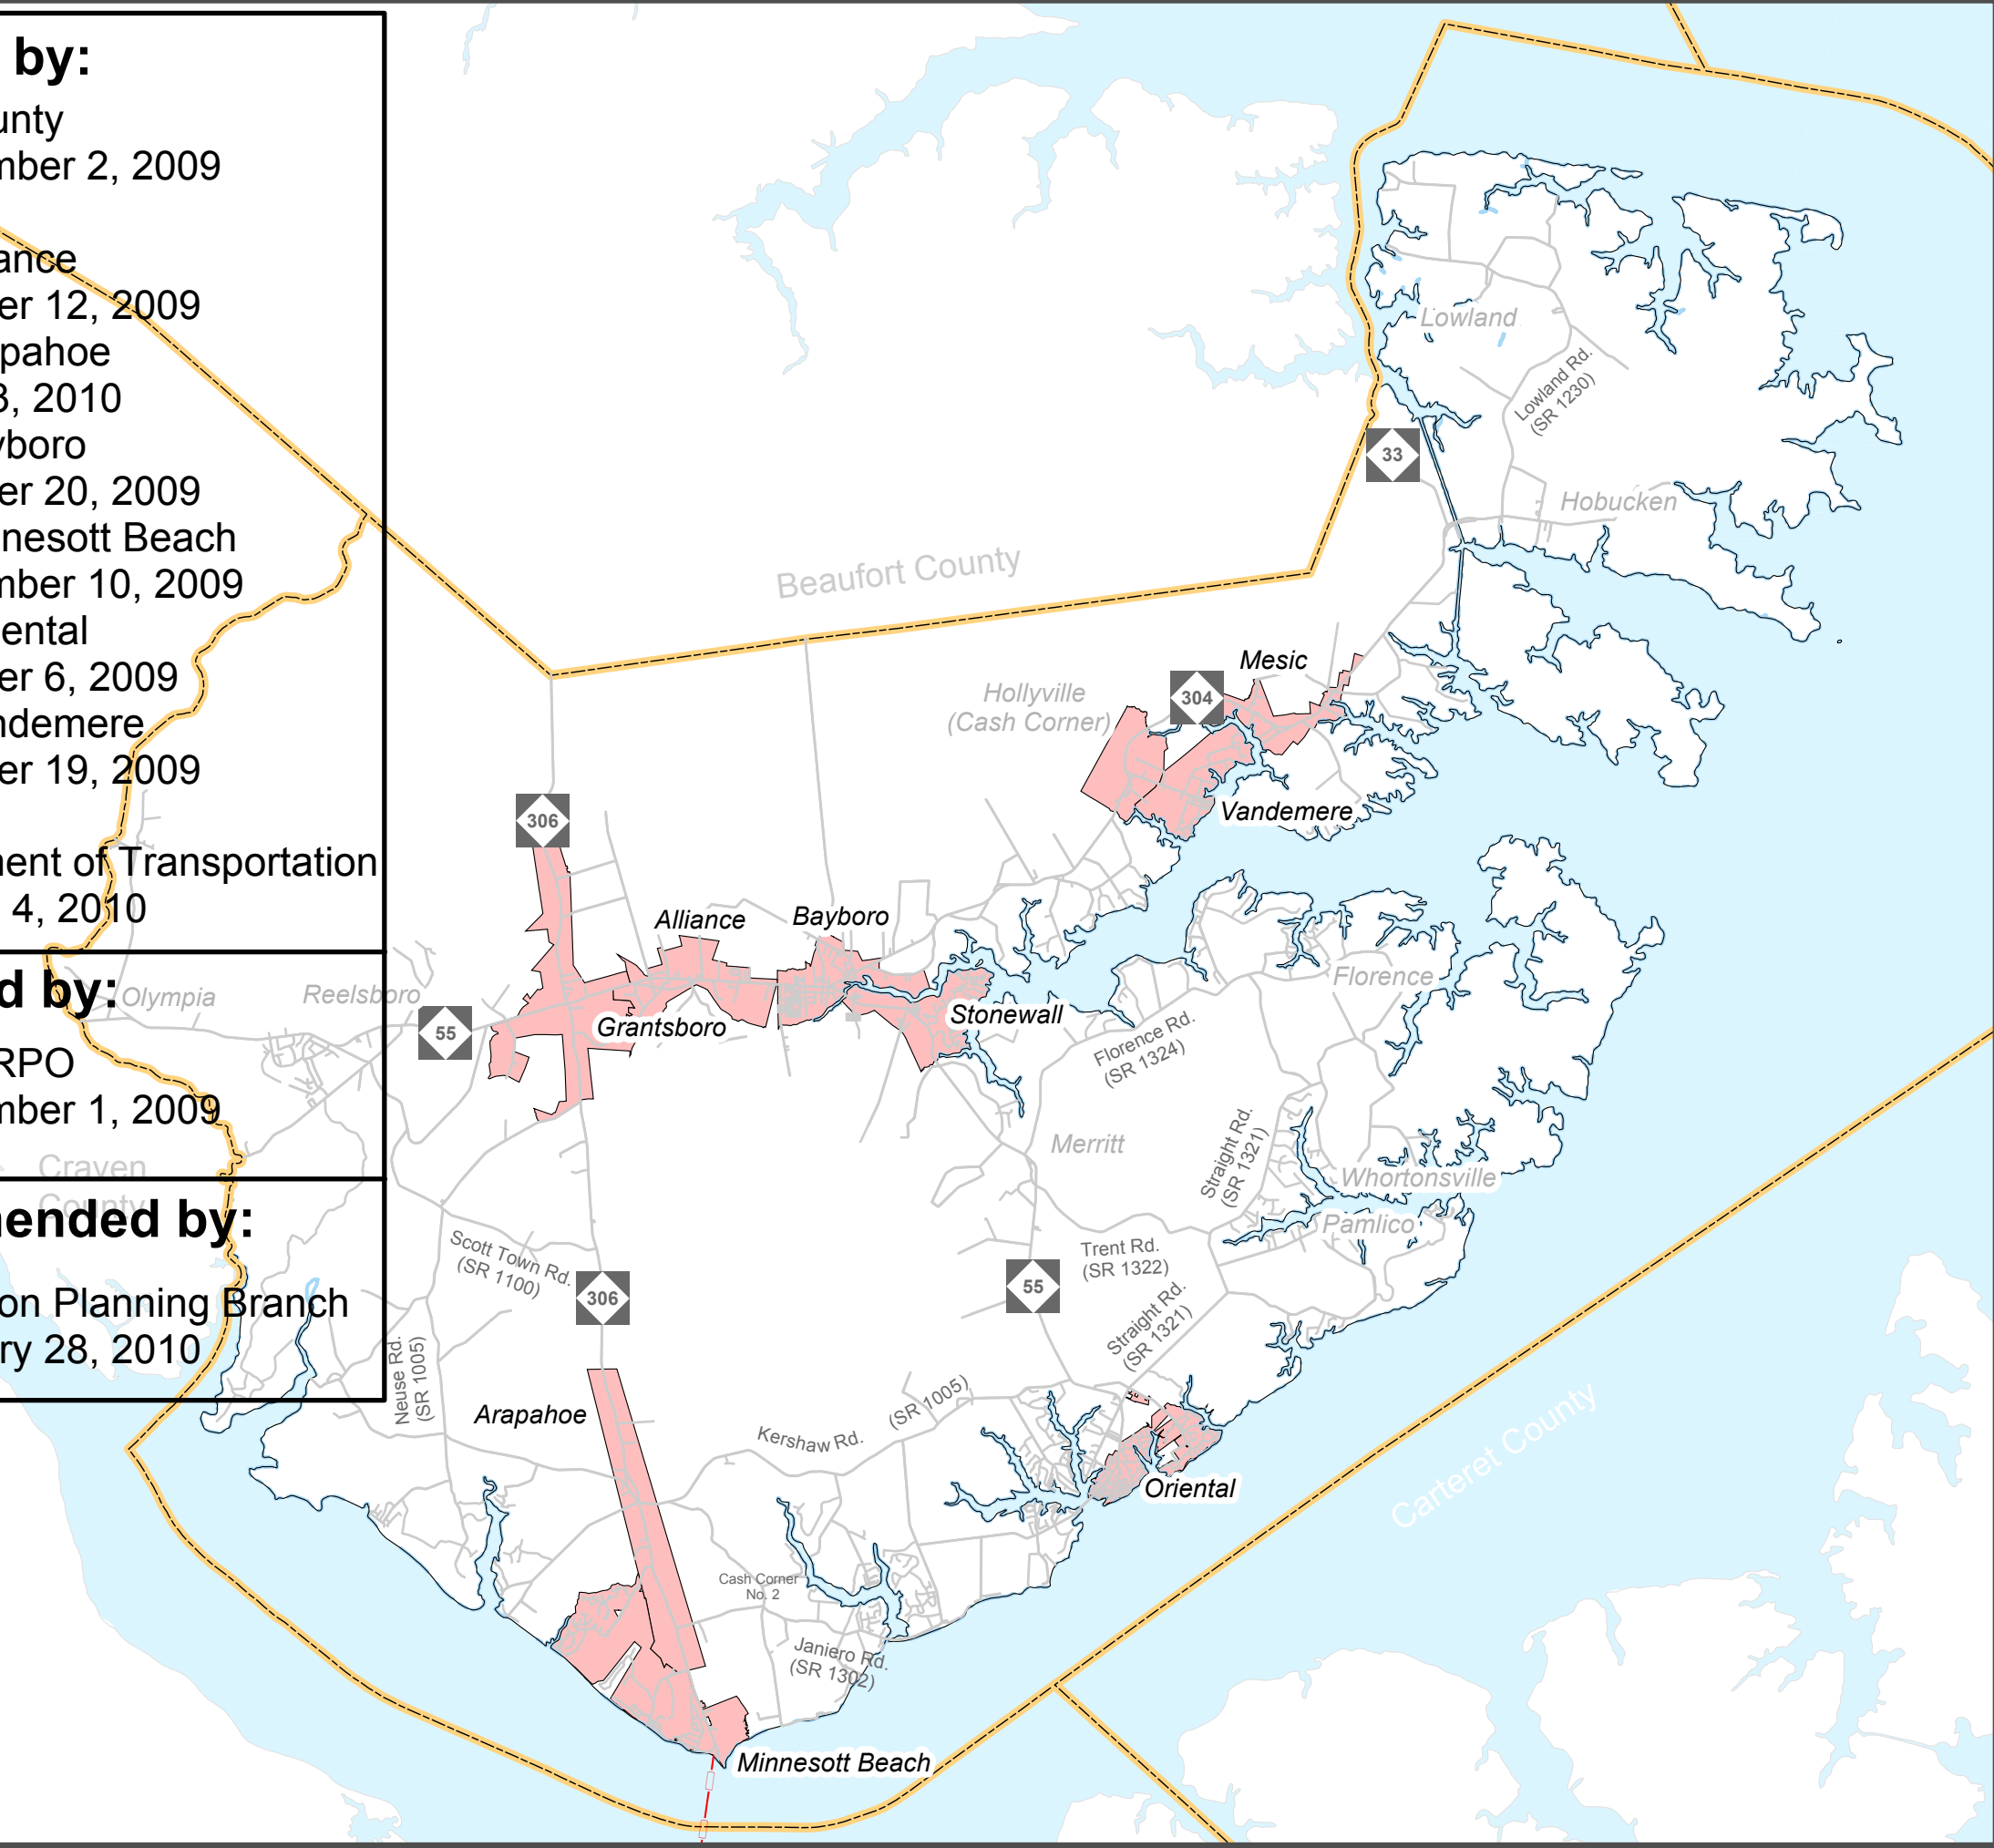 by:
unty
mber 2, 2009
ance
er 12, 2009
pahoe
3, 2010
yboro
er 20, 2009
nesott Beach
mber 10, 2009
ental
er 6, 2009
ndemere
er 19, 2009
ent of Transportation
4, 2010
d by:
RPO
mber 1, 2009
ended by:
on Planning Branch
ry 28, 2010
Craven
County
Olympia
Reelsboro
55
306
Beaufort County
Lowland
Lowland Rd.
(SR 1230)
33
Hobucken
Mesic
304
Hollyville
(Cash Corner)
Vandemere
Alliance
Bayboro
Grantsboro
Stonewall
Florence
Florence Rd.
(SR 1324)
Merritt
Straight Rd.
(SR 1321)
Whortonsville
Pamlico
Trent Rd.
(SR 1322)
55
Straight Rd.
(SR 1321)
Scott Town Rd.
(SR 1100)
306
Neuse Rd.
(SR 1005)
Arapahoe
Kershaw Rd.
(SR 1005)
Oriental
Carteret County
Cash Corner
No. 2
Janiero Rd.
(SR 1302)
Minnesott Beach